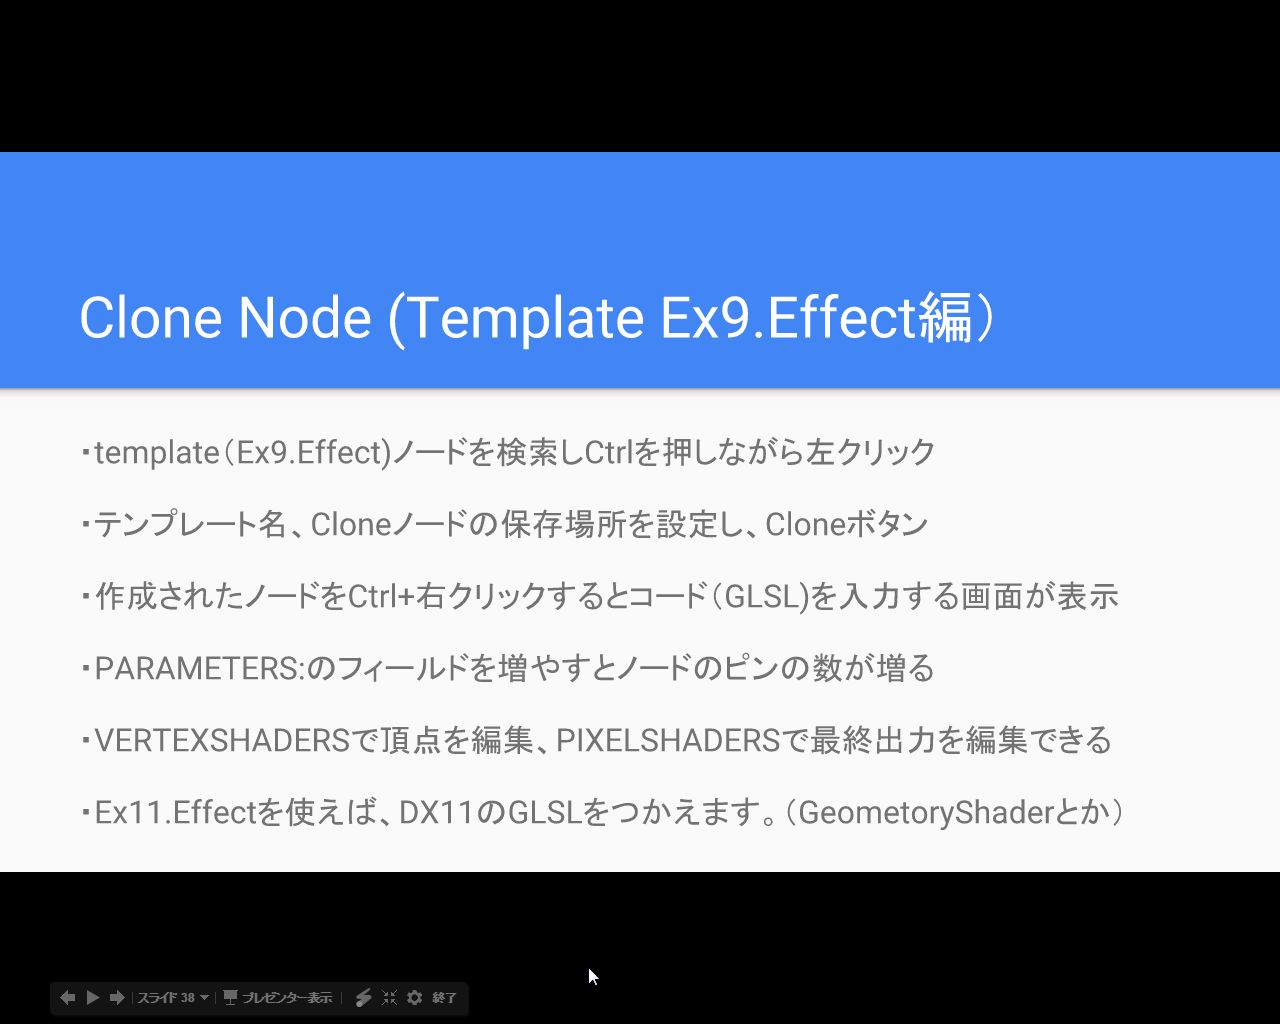 Clone Node (Template Ex9.Effect編）
・template（Ex9.Effect)ノードを検索しCtrlを押しながら左クリック
・テンプレート名、Cloneノードの保存場所を設定し、Cloneボタン
・作成されたノードをCtrl+右クリックするとコード（GLSL)を入力する画面が表示
・PARAMETERS:のフィールドを増やすとノードのピンの数が増る
・VERTEXSHADERSで頂点を編集、PIXELSHADERSで最終出力を編集できる
・Ex11.Effectを使えば、DX11のGLSLをつかえます。（GeometoryShaderとか）
スライド 38 プレゼンター表示 終了